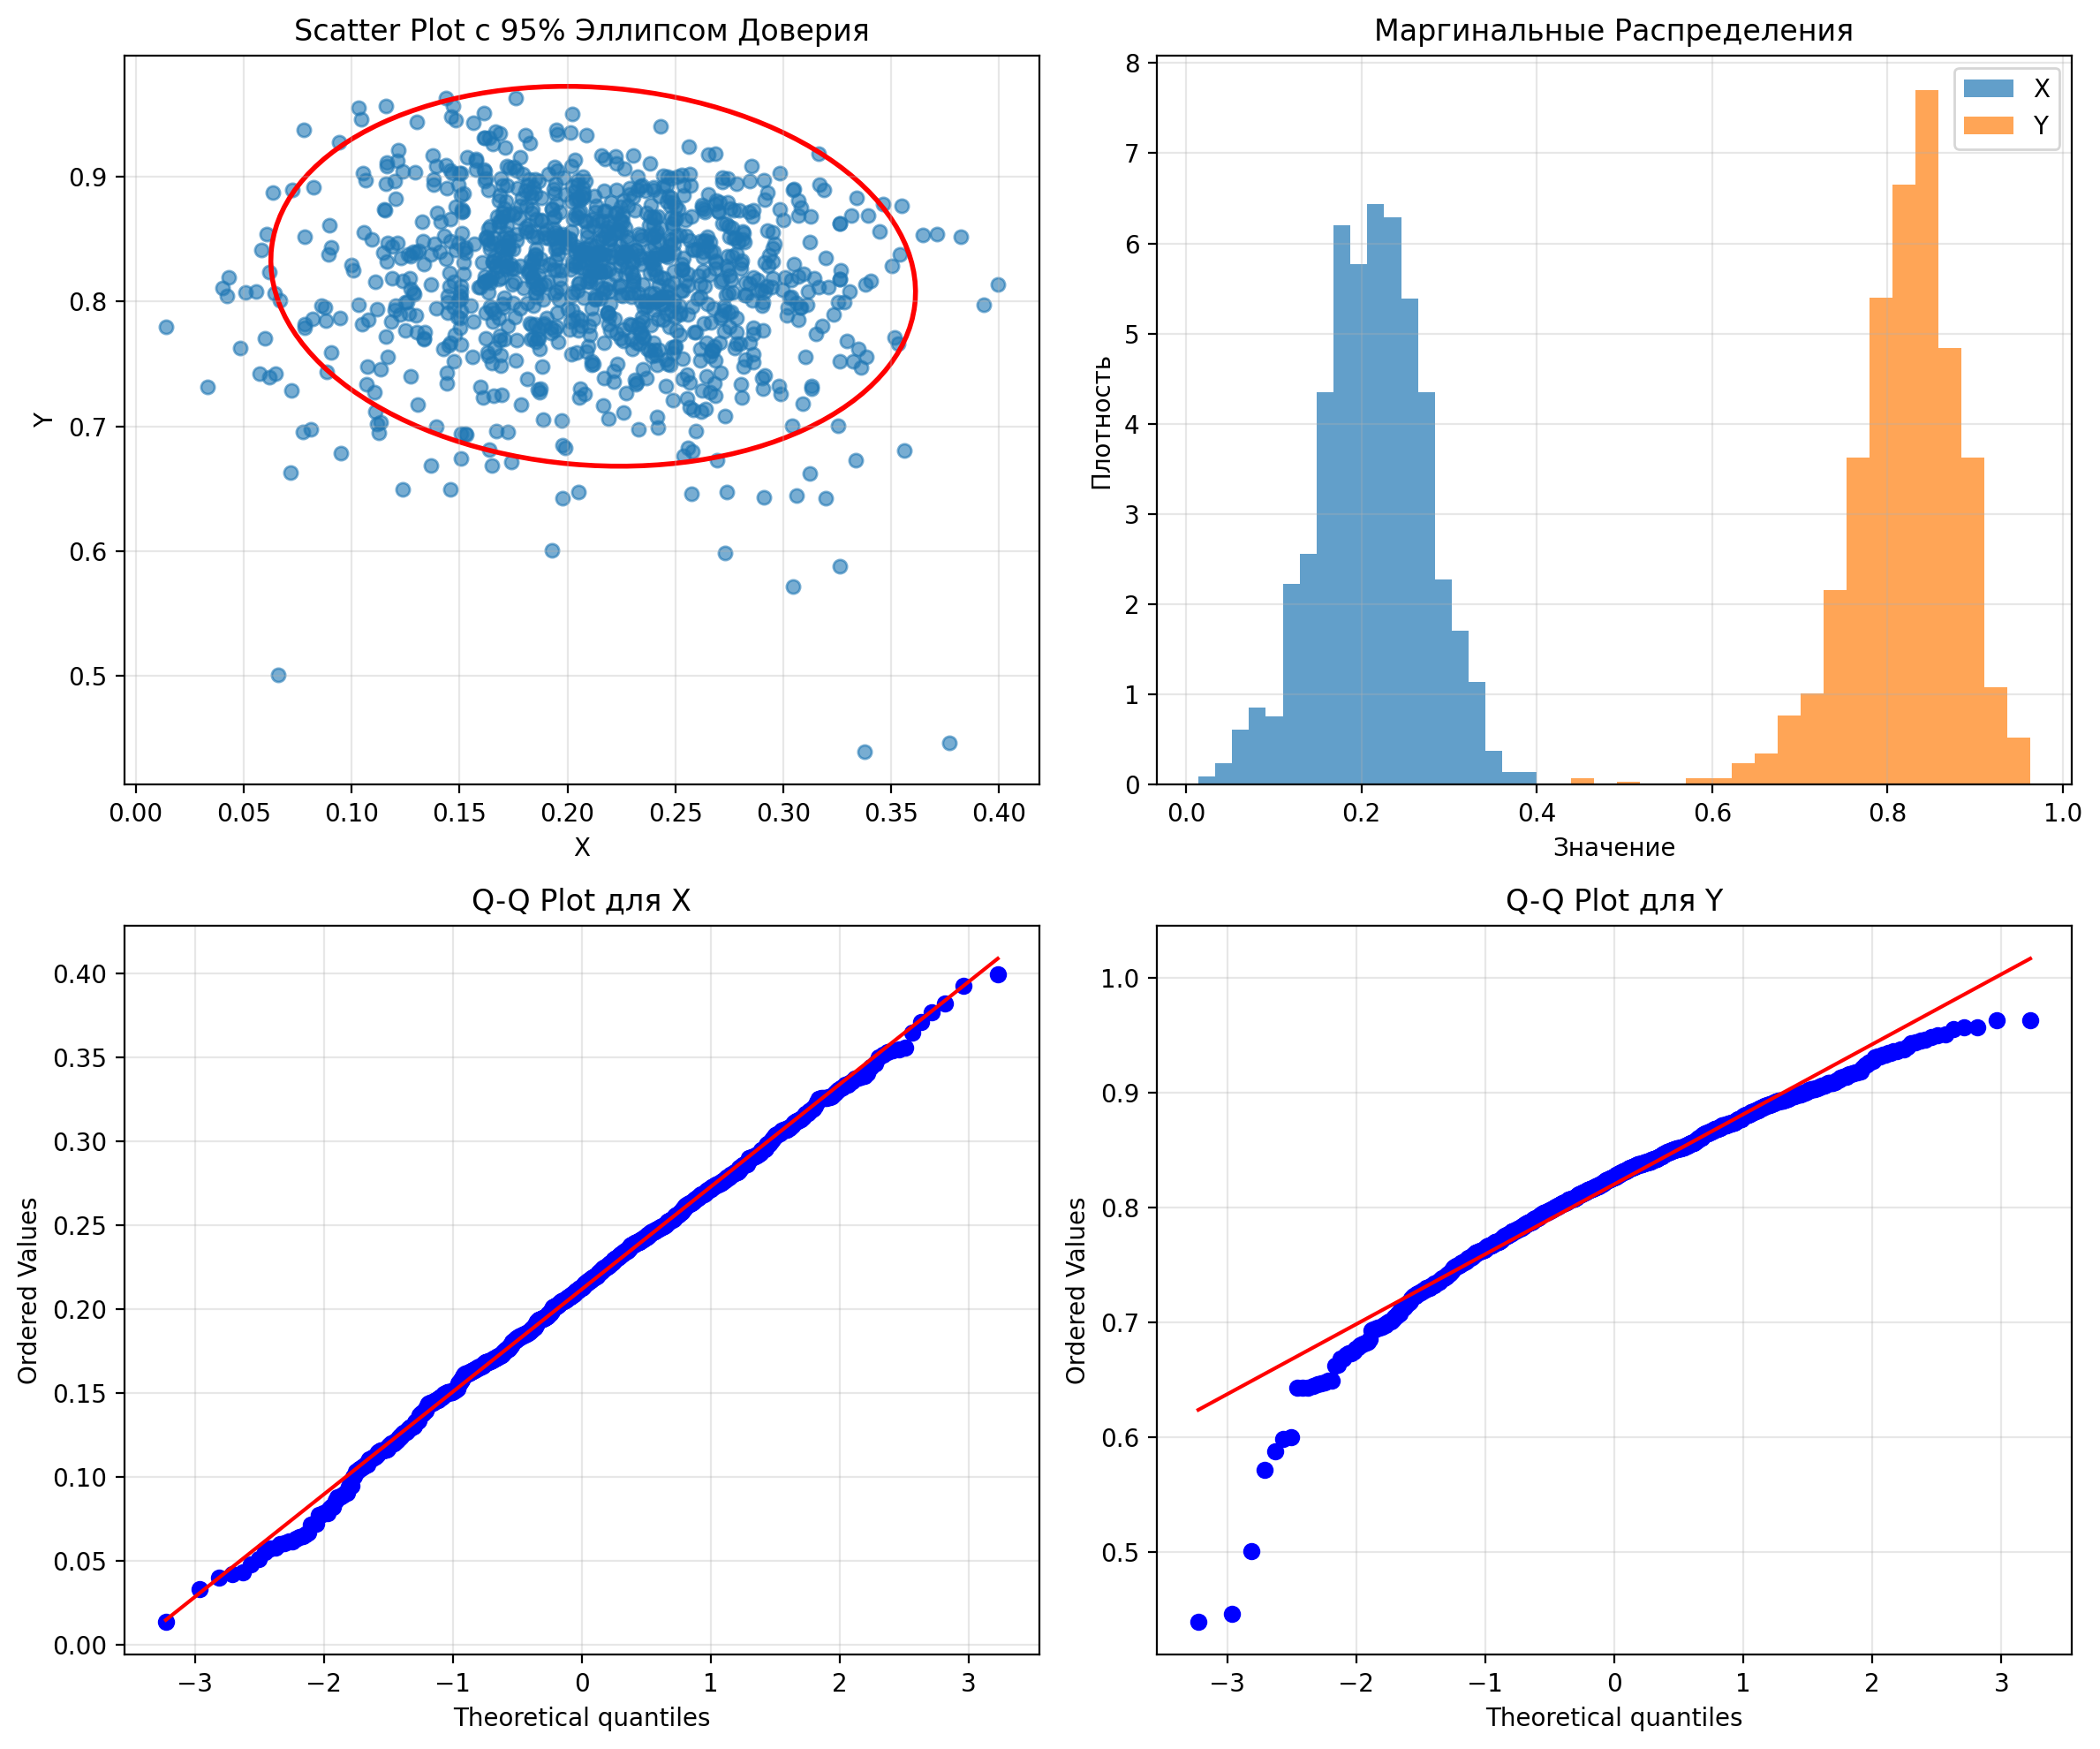 Scatter Plot с 95% Эллипсом Доверия
Y
0.9
0.8
0.7
0.6
0.5
0.00 0.05 0.10 0.15 0.20 0.25 0.30 0.35 0.40
X
Маргинальные Распределения
X
Y
Плотность
8
7
6
5
4
3
2
1
0
0.0 0.2 0.4 0.6 0.8 1.0
Значение
Q-Q Plot для X
Ordered Values
0.40
0.35
0.30
0.25
0.20
0.15
0.10
0.05
0.00
−3 −2 −1 0 1 2 3
Theoretical quantiles
Q-Q Plot для Y
Ordered Values
1.0
0.9
0.8
0.7
0.6
0.5
−3 −2 −1 0 1 2 3
Theoretical quantiles